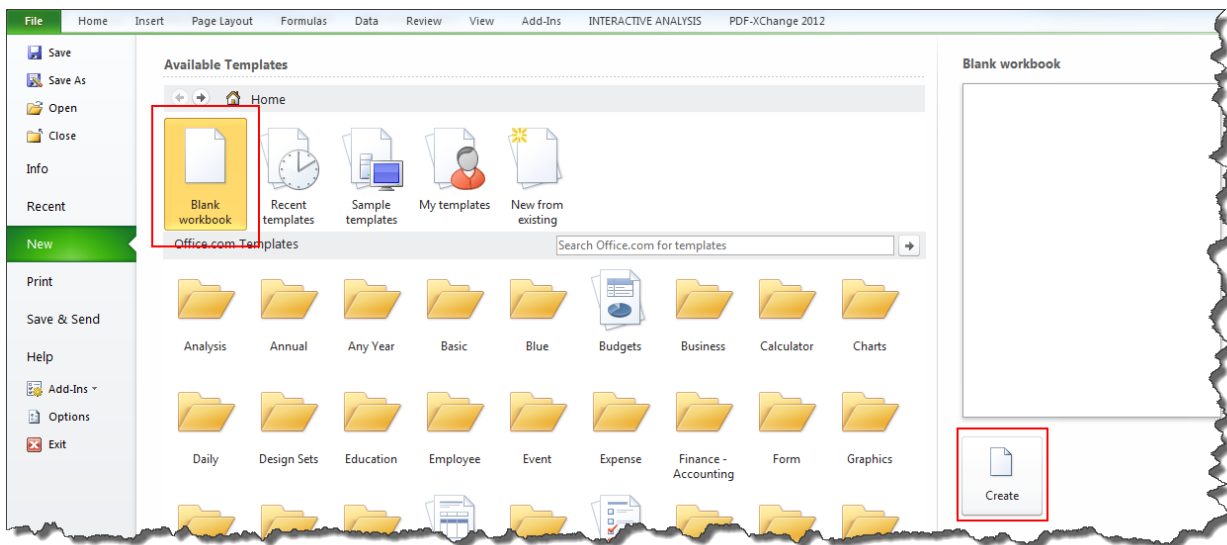 File Home Insert Page Layout Formulas Data Review View Add-Ins INTERACTIVE ANALYSIS PDF-XChange 2012
Save
Save As
Open
Close
Info
Recent
New
Print
Save & Send
Help
Add-Ins
Options
Exit
Available Templates
Home
Blank workbook
Recent templates
Sample templates
My templates
New from existing
Office.com Templates
Search Office.com for templates
Analysis Annual Any Year Basic Blue Budgets Business Calculator Charts
Daily Design Sets Education Employee Event Expense Finance - Accounting Form Graphics
Blank workbook
Create